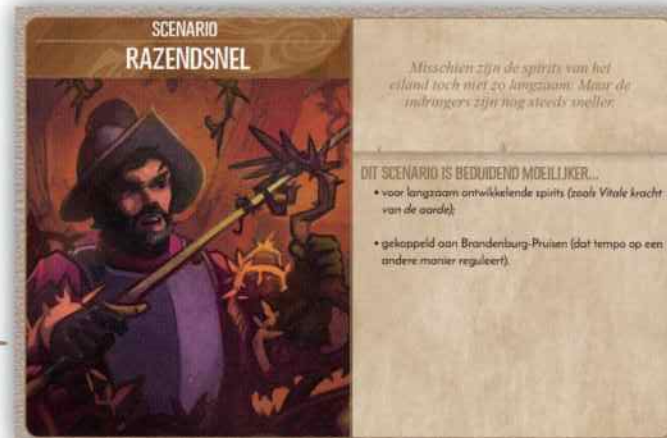 SCENARIO
RAZENDSNEL
Misschien zijn de spirits van het
eiland toch niet zo langzaam. Maar de
indringers zijn nog steeds sneller.
DIT SCENARIO IS BEDUIDEND MOEILIJKER...
• voor langzaam ontwikkelende spirits (zoals Vitale kracht
van de aarde);
• gekoppeld aan Brandenburg-Pruisen (dat tempo op een
andere manier reguleert).